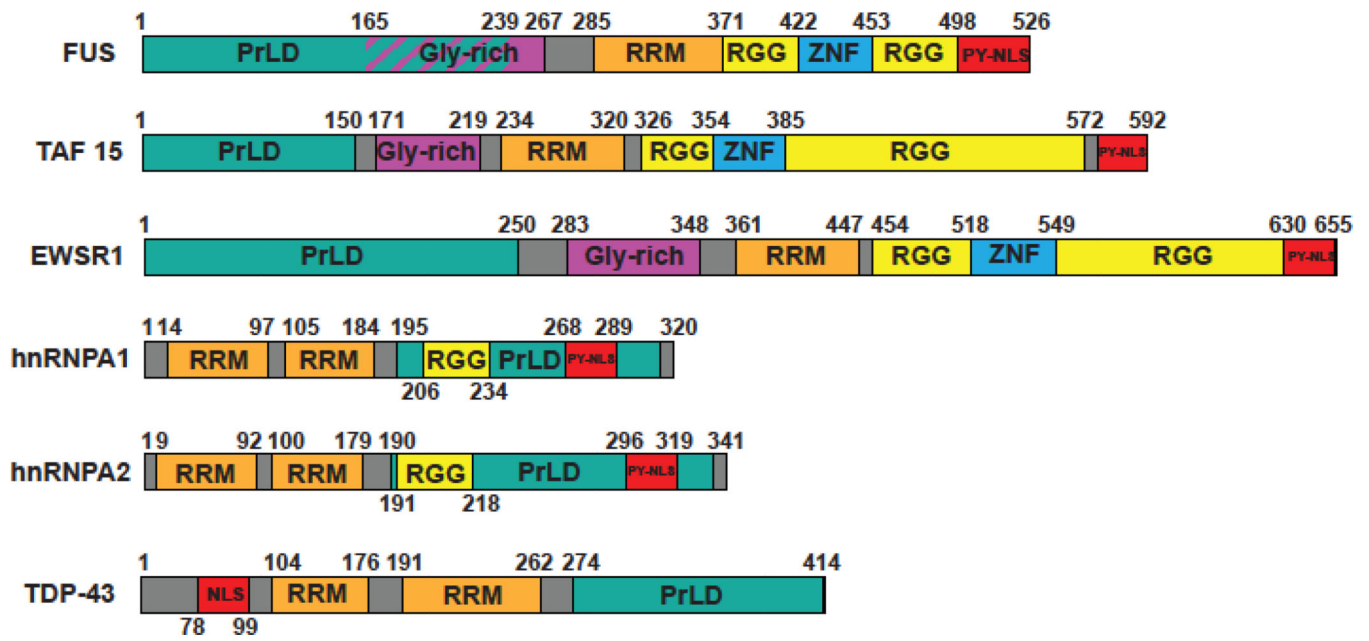 1 165 239 267 285 371 422 453 498 526
FUS PrLD Gly-rich RRM RGG ZNF RGG PY-NLS
1 150 171 219 234 320 326 354 385 572 592
TAF 15 PrLD Gly-rich RRM RGG ZNF RGG PY-NLS
1 250 283 348 361 447 454 518 549 630 655
EWSR1 PrLD Gly-rich RRM RGG ZNF RGG PY-NLS
1 14 97 105 184 195 268 289 320
hnRNPA1 RRM RRM RGG PrLD PY-NLS
206 234
1 9 92 100 179 190 296 319 341
hnRNPA2 RRM RRM RGG PrLD PY-NLS
191 218
1 104 176 191 262 274 414
TDP-43 NLS RRM RRM PrLD
78 99